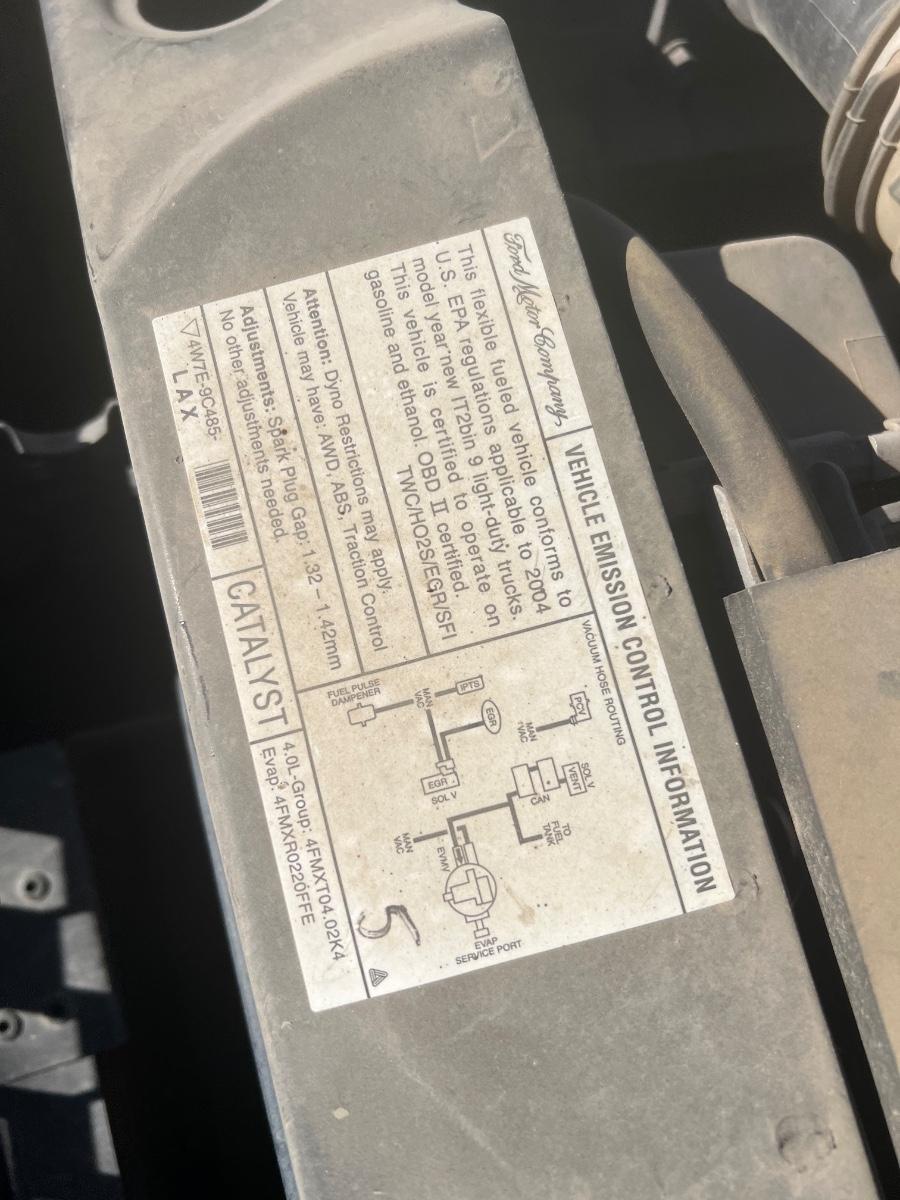 Ford Motor Company,
VEHICLE EMISSION CONTROL INFORMATION
This flexible fueled vehicle conforms to
U.S. EPA regulations applicable to 2004
model year new IT2bin 9 light-duty trucks.
This vehicle is certified to operate on
gasoline and ethanol. OBD II certified.
TWC/HO2S/EGR/SFI
Attention: Dyno Restrictions may apply.
Vehicle may have: AWD, ABS, Traction Control
Adjustments: Spark Plug Gap: 1.32 – 1.42mm
No other adjustments needed.
4W7E-9C485-
LAX
CATALYST
VACUUM HOSE ROUTING
PCV
MAN
VAC
SOL V
VENT
CAN
TO
FUEL
TANK
IPTS
EGR
MAN
VAC
FUEL PULSE
DAMPENER
EGR
SOL V
EVMV
MAN
VAC
EVAP
SERVICE PORT
5
4.0L-Group: 4FMXT04.02K4
Evap: 4FMXR0220FFE